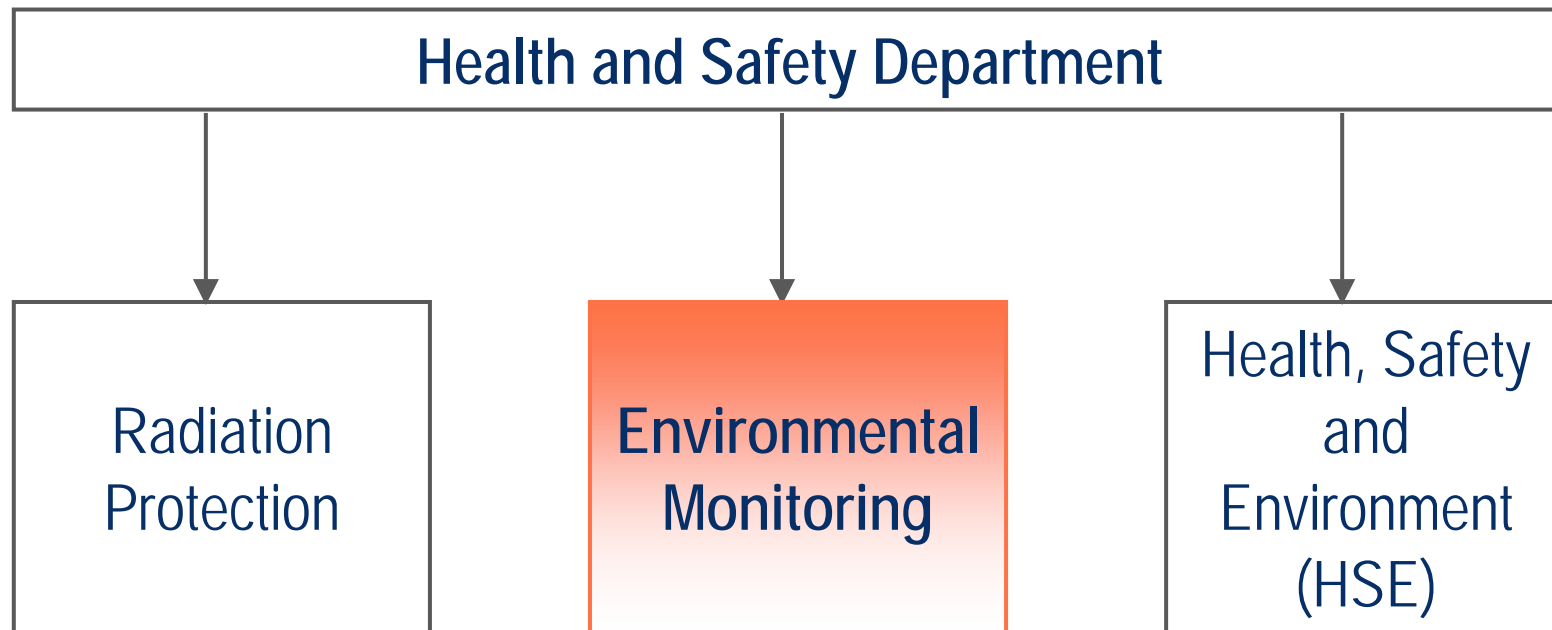 Health and Safety Department
Radiation
Protection
Environmental
Monitoring
Health, Safety
and
Environment
(HSE)